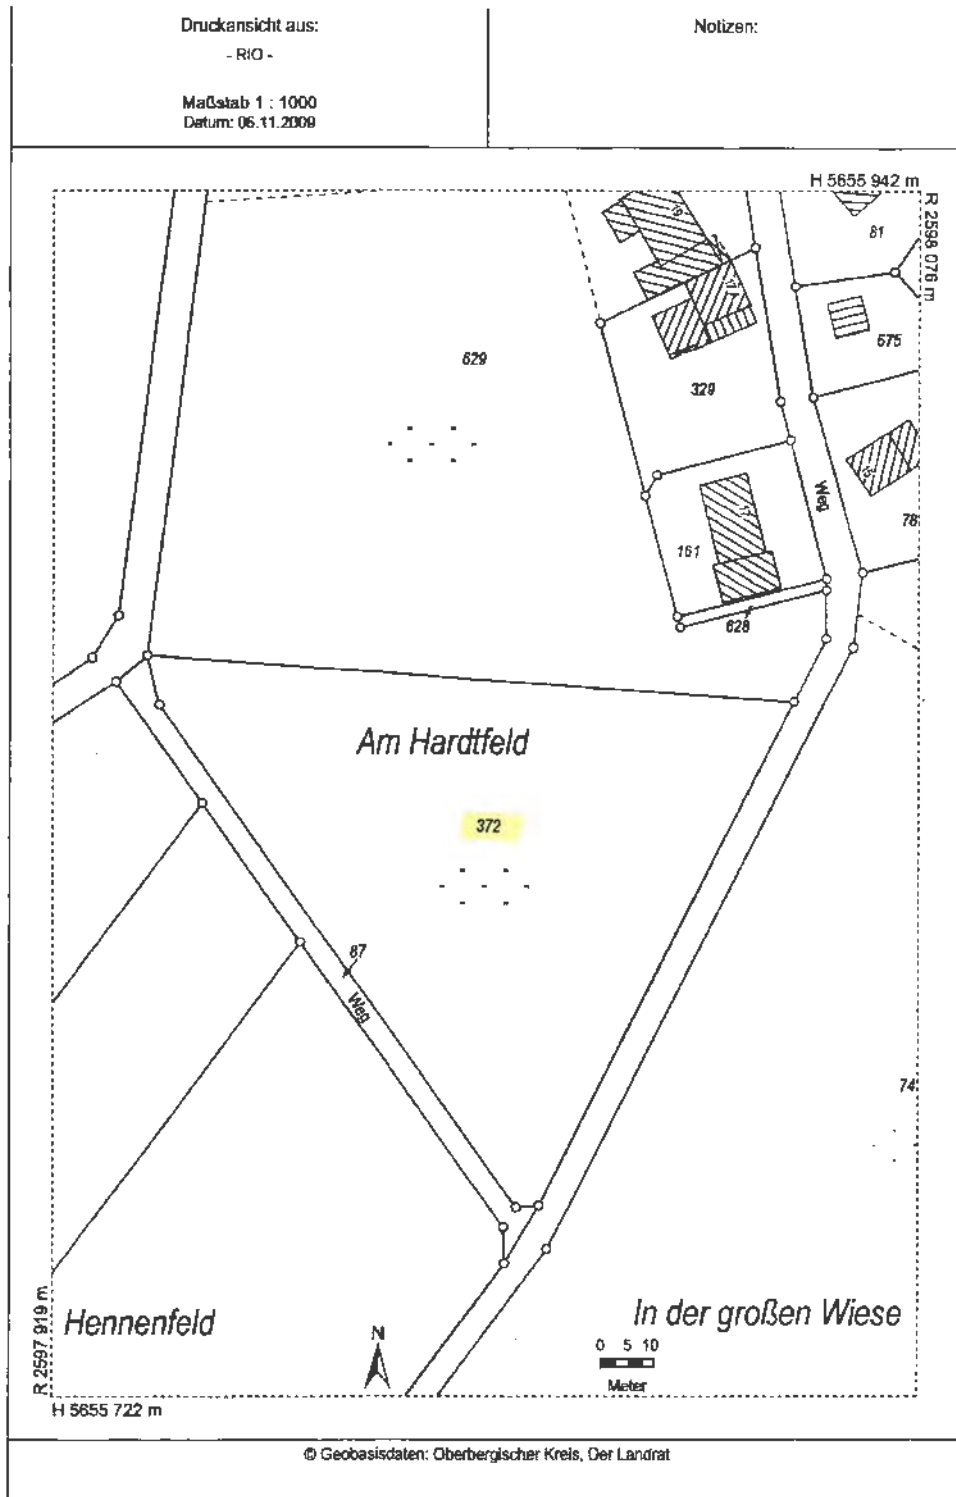 Druckansicht aus:
- RIO -
Maßstab 1 : 1000
Datum: 06.11.2009
Notizen:
H 5655 942 m
R 2598 076 m
81
675
629
329
Weg
161
78
628
Am Hardtfeld
372
87
Weg
74
Hennenfeld
In der großen Wiese
N
0 5 10
Meter
R 2597 919 m
H 5655 722 m
© Geobasisdaten: Oberbergischer Kreis, Der Landrat